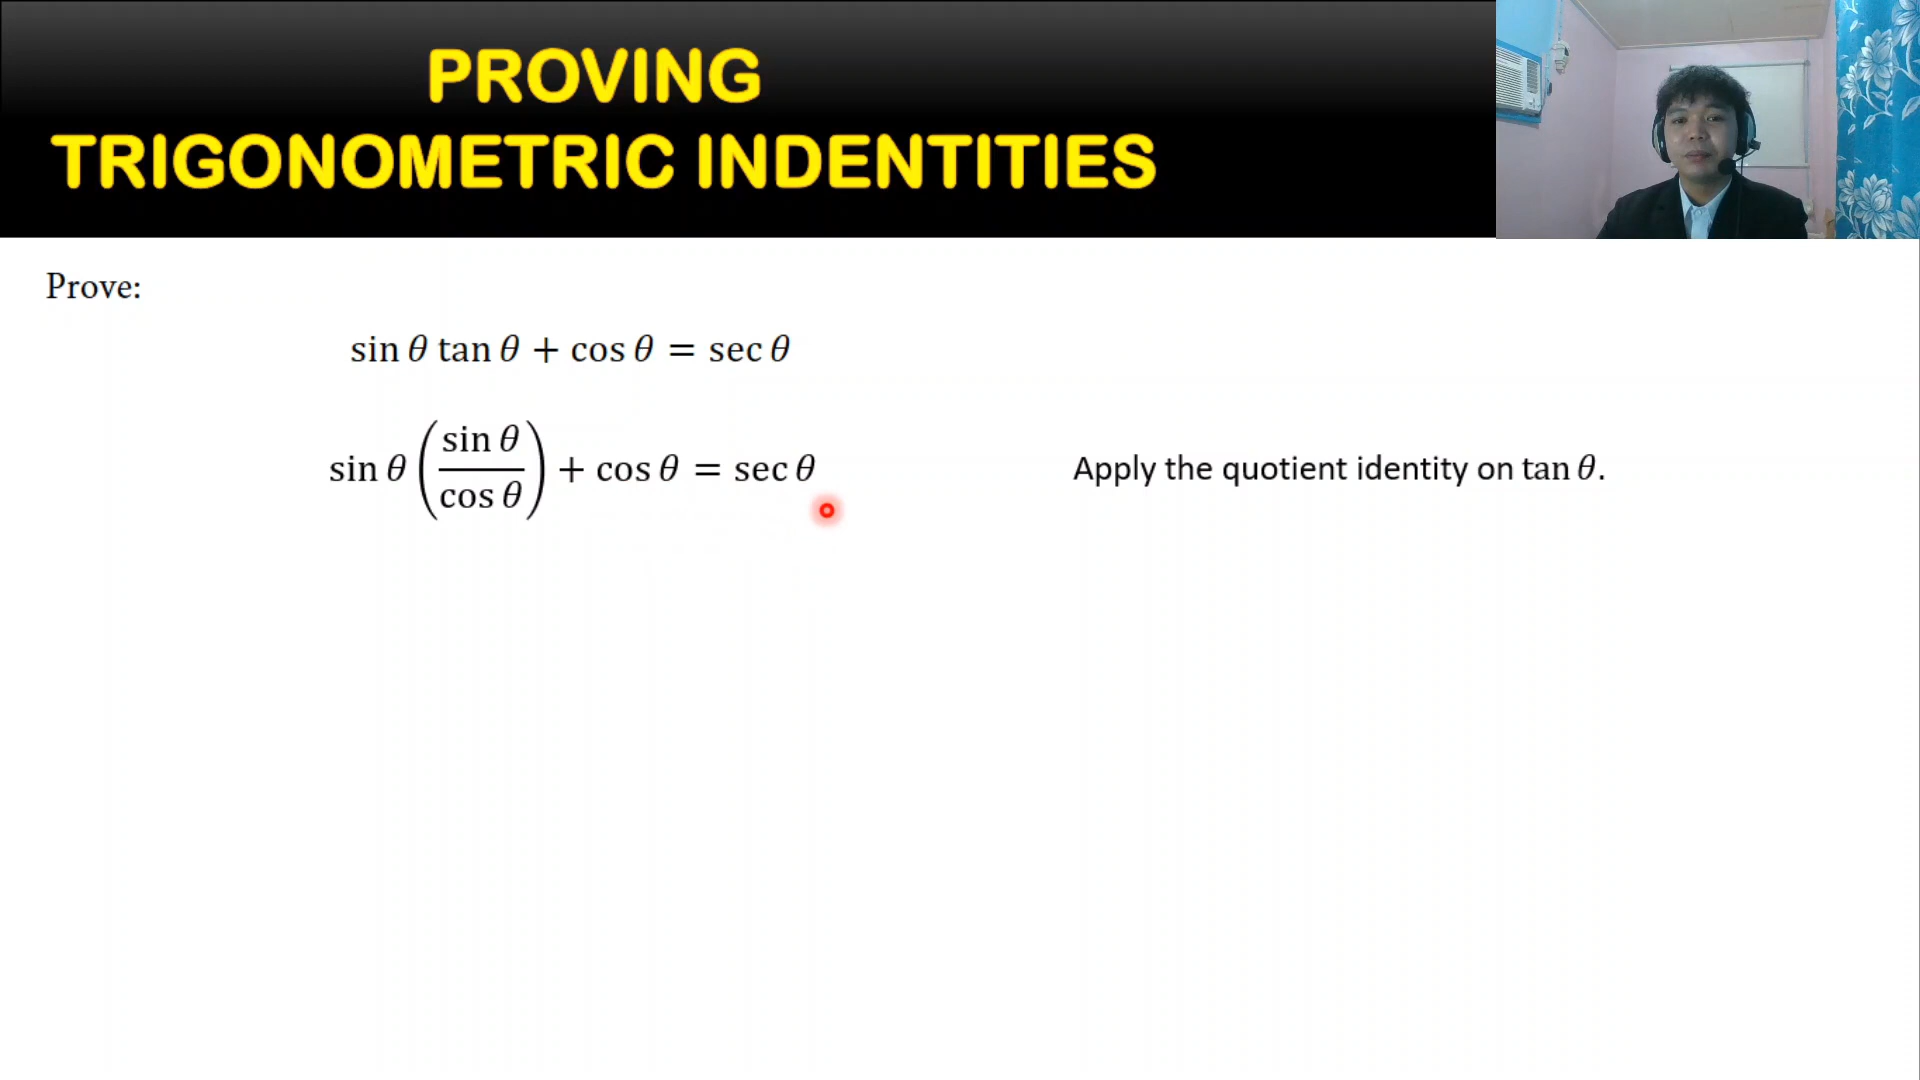 PROVING
TRIGONOMETRIC INDENTITIES
Prove:
sin θ tan θ + cos θ = sec θ
sin θ (sin θ / cos θ) + cos θ = sec θ
Apply the quotient identity on tan θ.